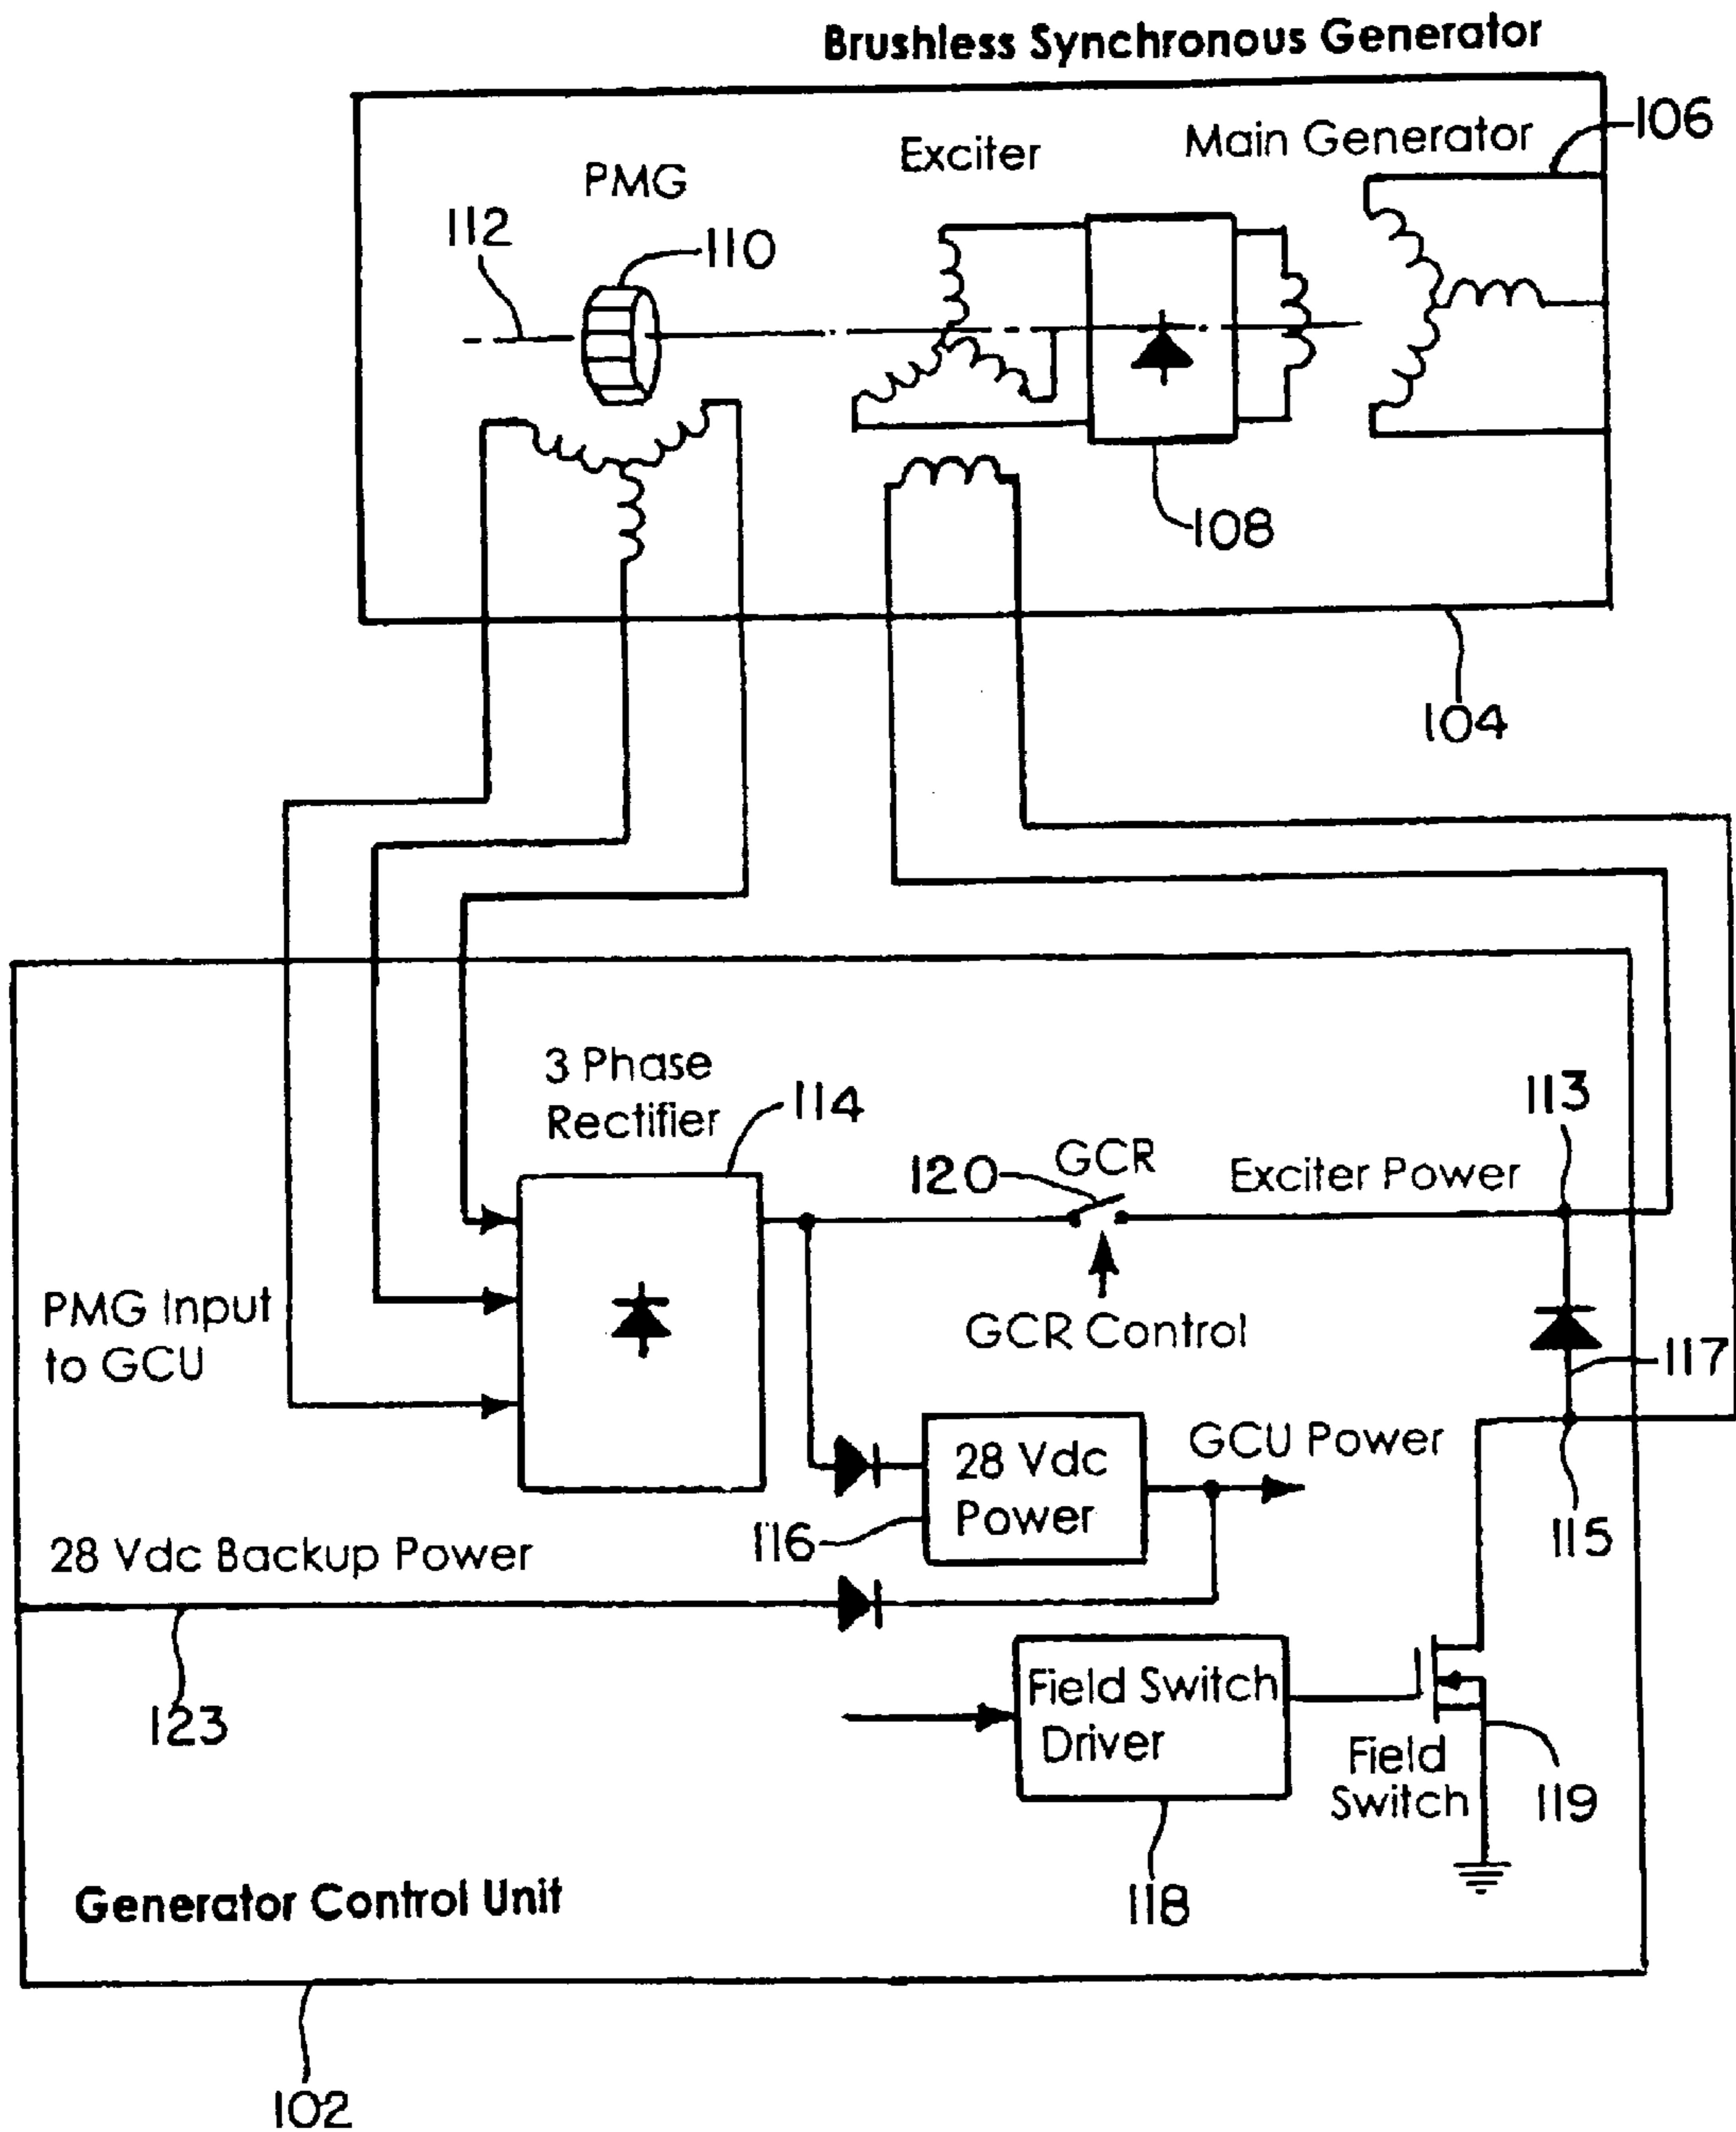 Brushless Synchronous Generator
106
Main Generator
Exciter
PMG
112
110
108
104
3 Phase
Rectifier
114
113
120
GCR
Exciter Power
PMG Input
to GCU
GCR Control
117
GCU Power
28 Vdc
Power
116
115
28 Vdc Backup Power
123
Field Switch
Driver
Field
Switch
119
118
Generator Control Unit
102